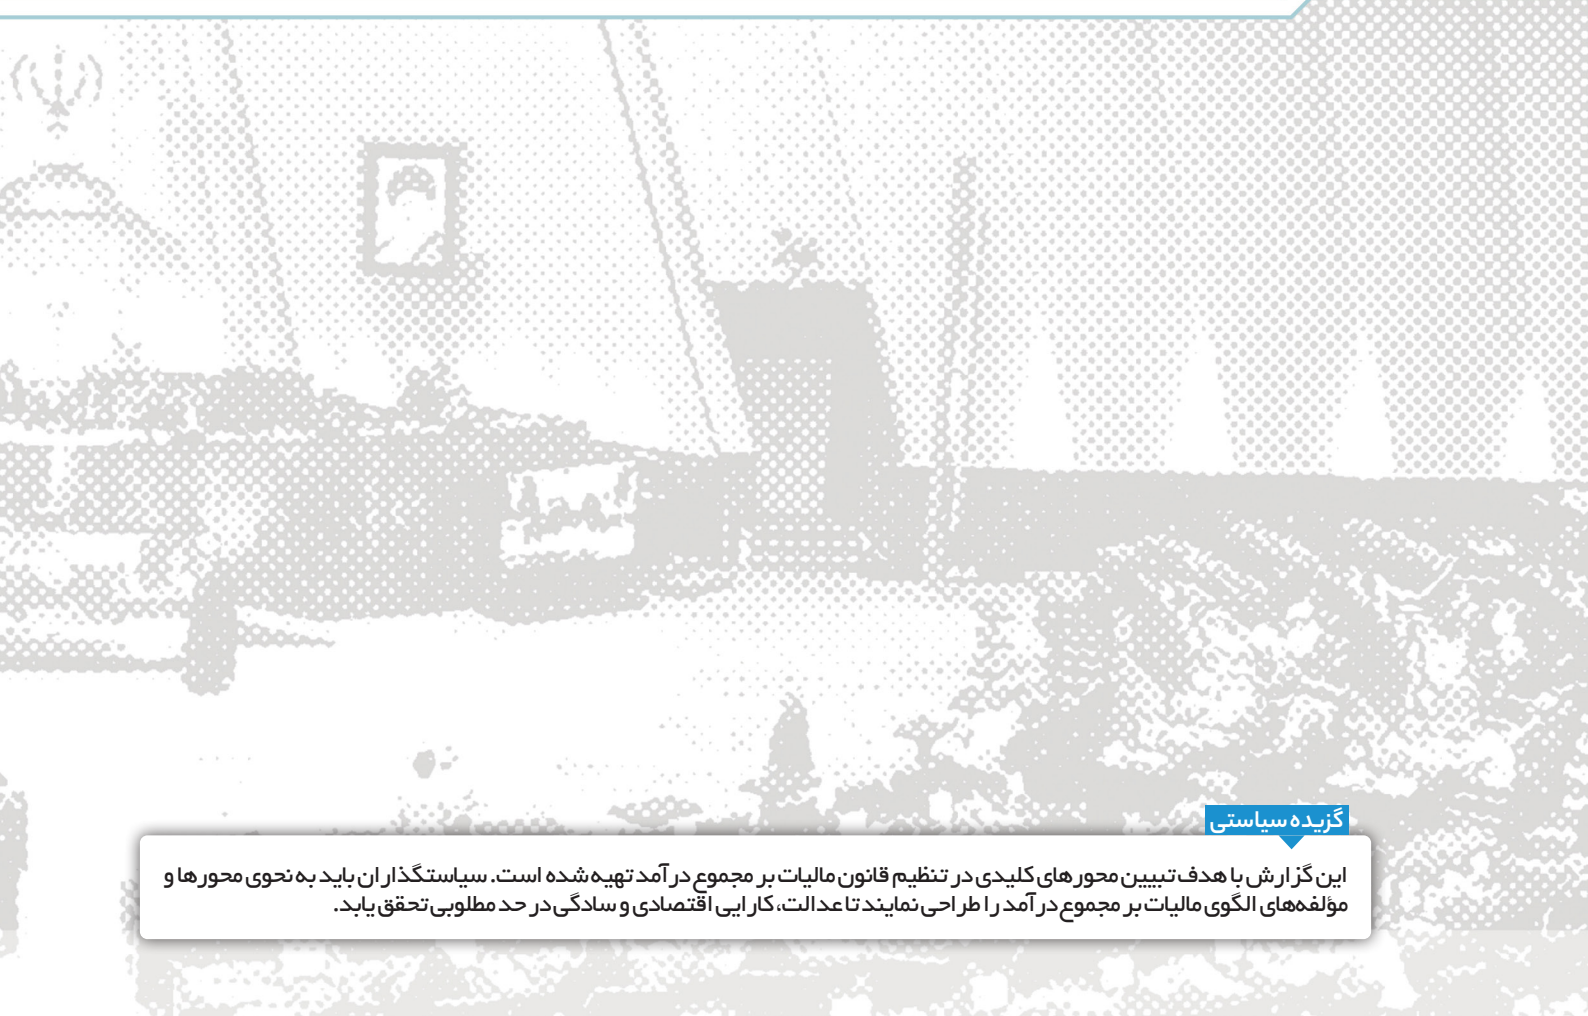 گزیده سیاستی
این گزارش با هدف تبیین محورهای کلیدی در تنظیم قانون مالیات بر مجموع درآمد تهیه شده است. سیاستگذاران باید به نحوی محورها و
مؤلفه‌های الگوی مالیات بر مجموع درآمد را طراحی نمایند تا عدالت، کارایی اقتصادی و سادگی در حد مطلوبی تحقق یابد.